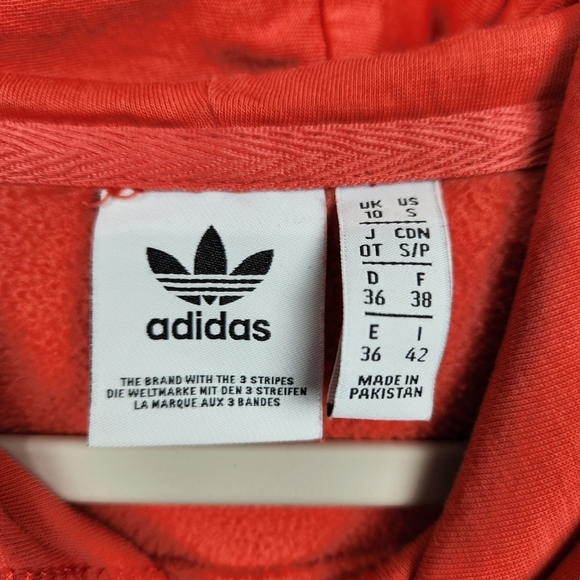 adidas
THE BRAND WITH THE 3 STRIPES
DIE WELTMARKE MIT DEN 3 STREIFEN
LA MARQUE AUX 3 BANDES
UK US
10 S
J CDN
OT S/P
D F
36 38
E I
36 42
MADE IN
PAKISTAN